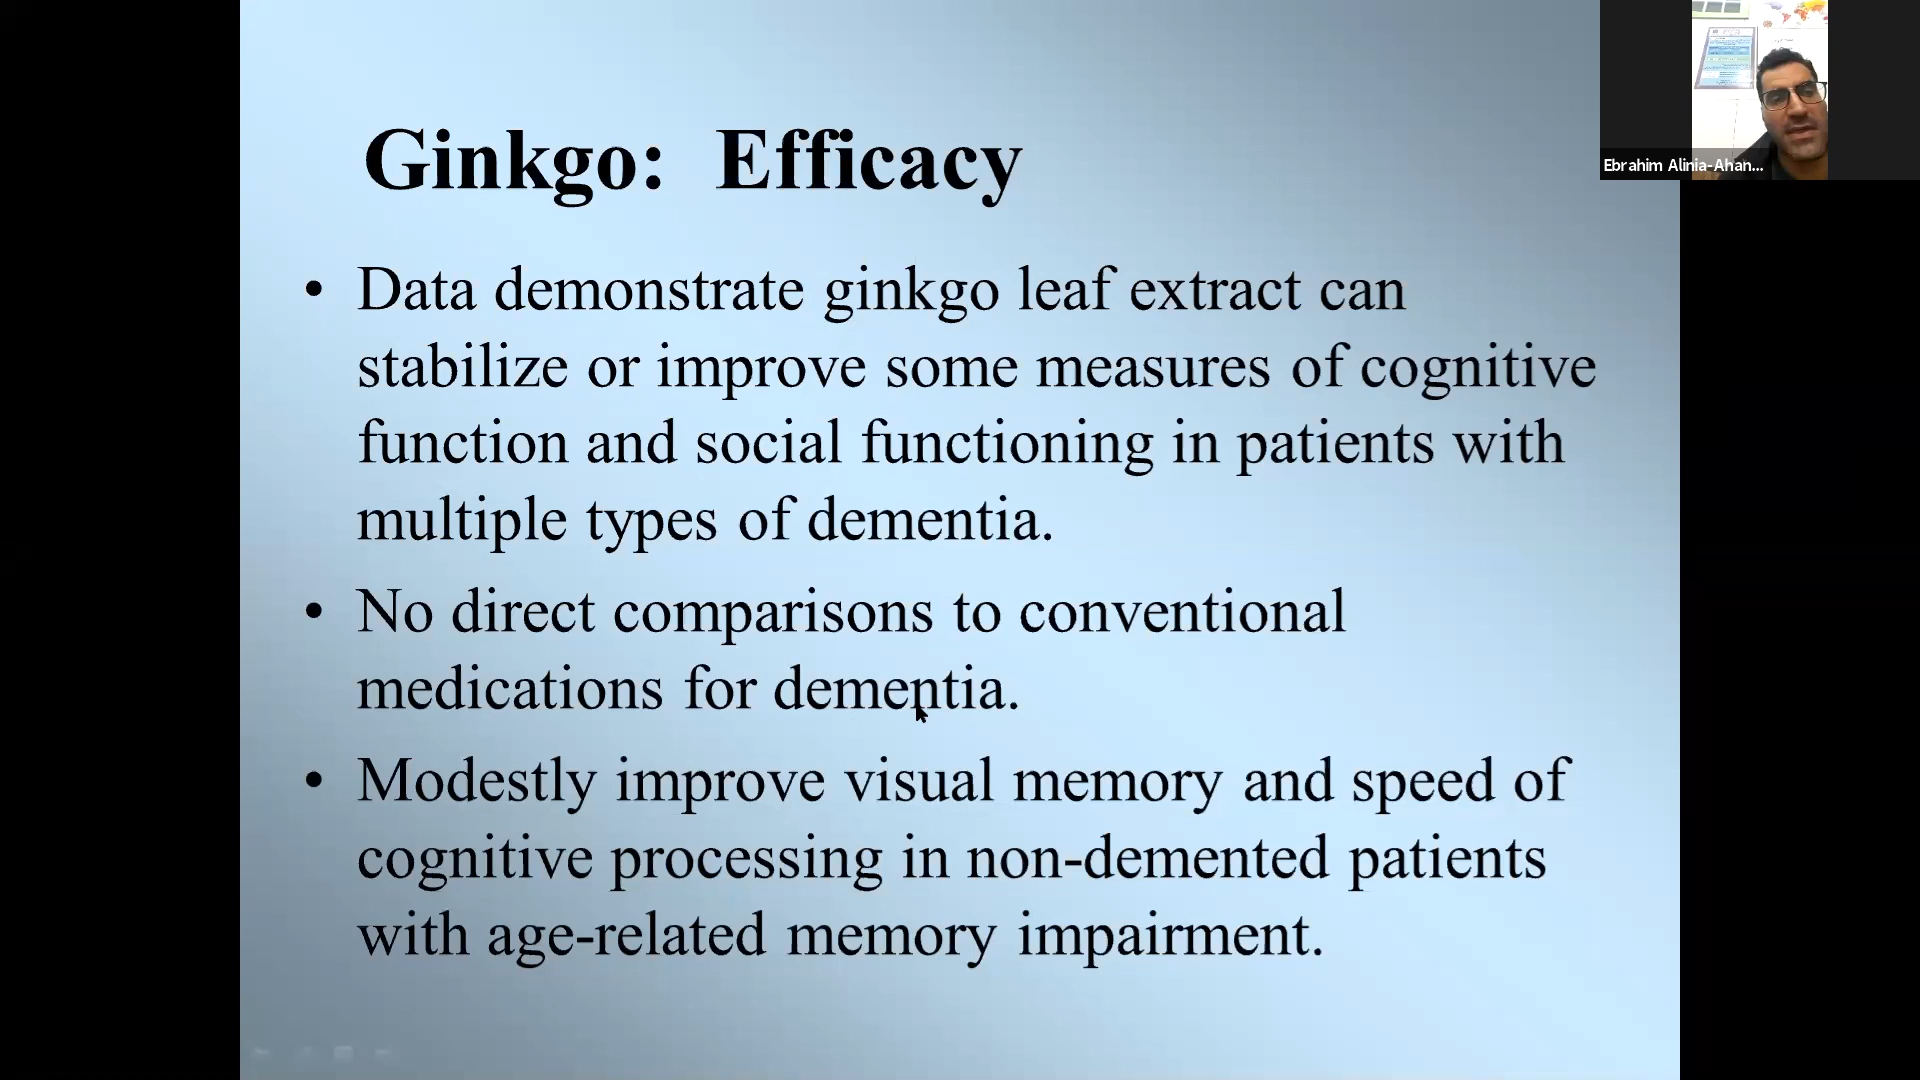 Ginkgo: Efficacy
• Data demonstrate ginkgo leaf extract can
stabilize or improve some measures of cognitive
function and social functioning in patients with
multiple types of dementia.
• No direct comparisons to conventional
medications for dementia.
• Modestly improve visual memory and speed of
cognitive processing in non-demented patients
with age-related memory impairment.
Ebrahim Alinia-Ahan...